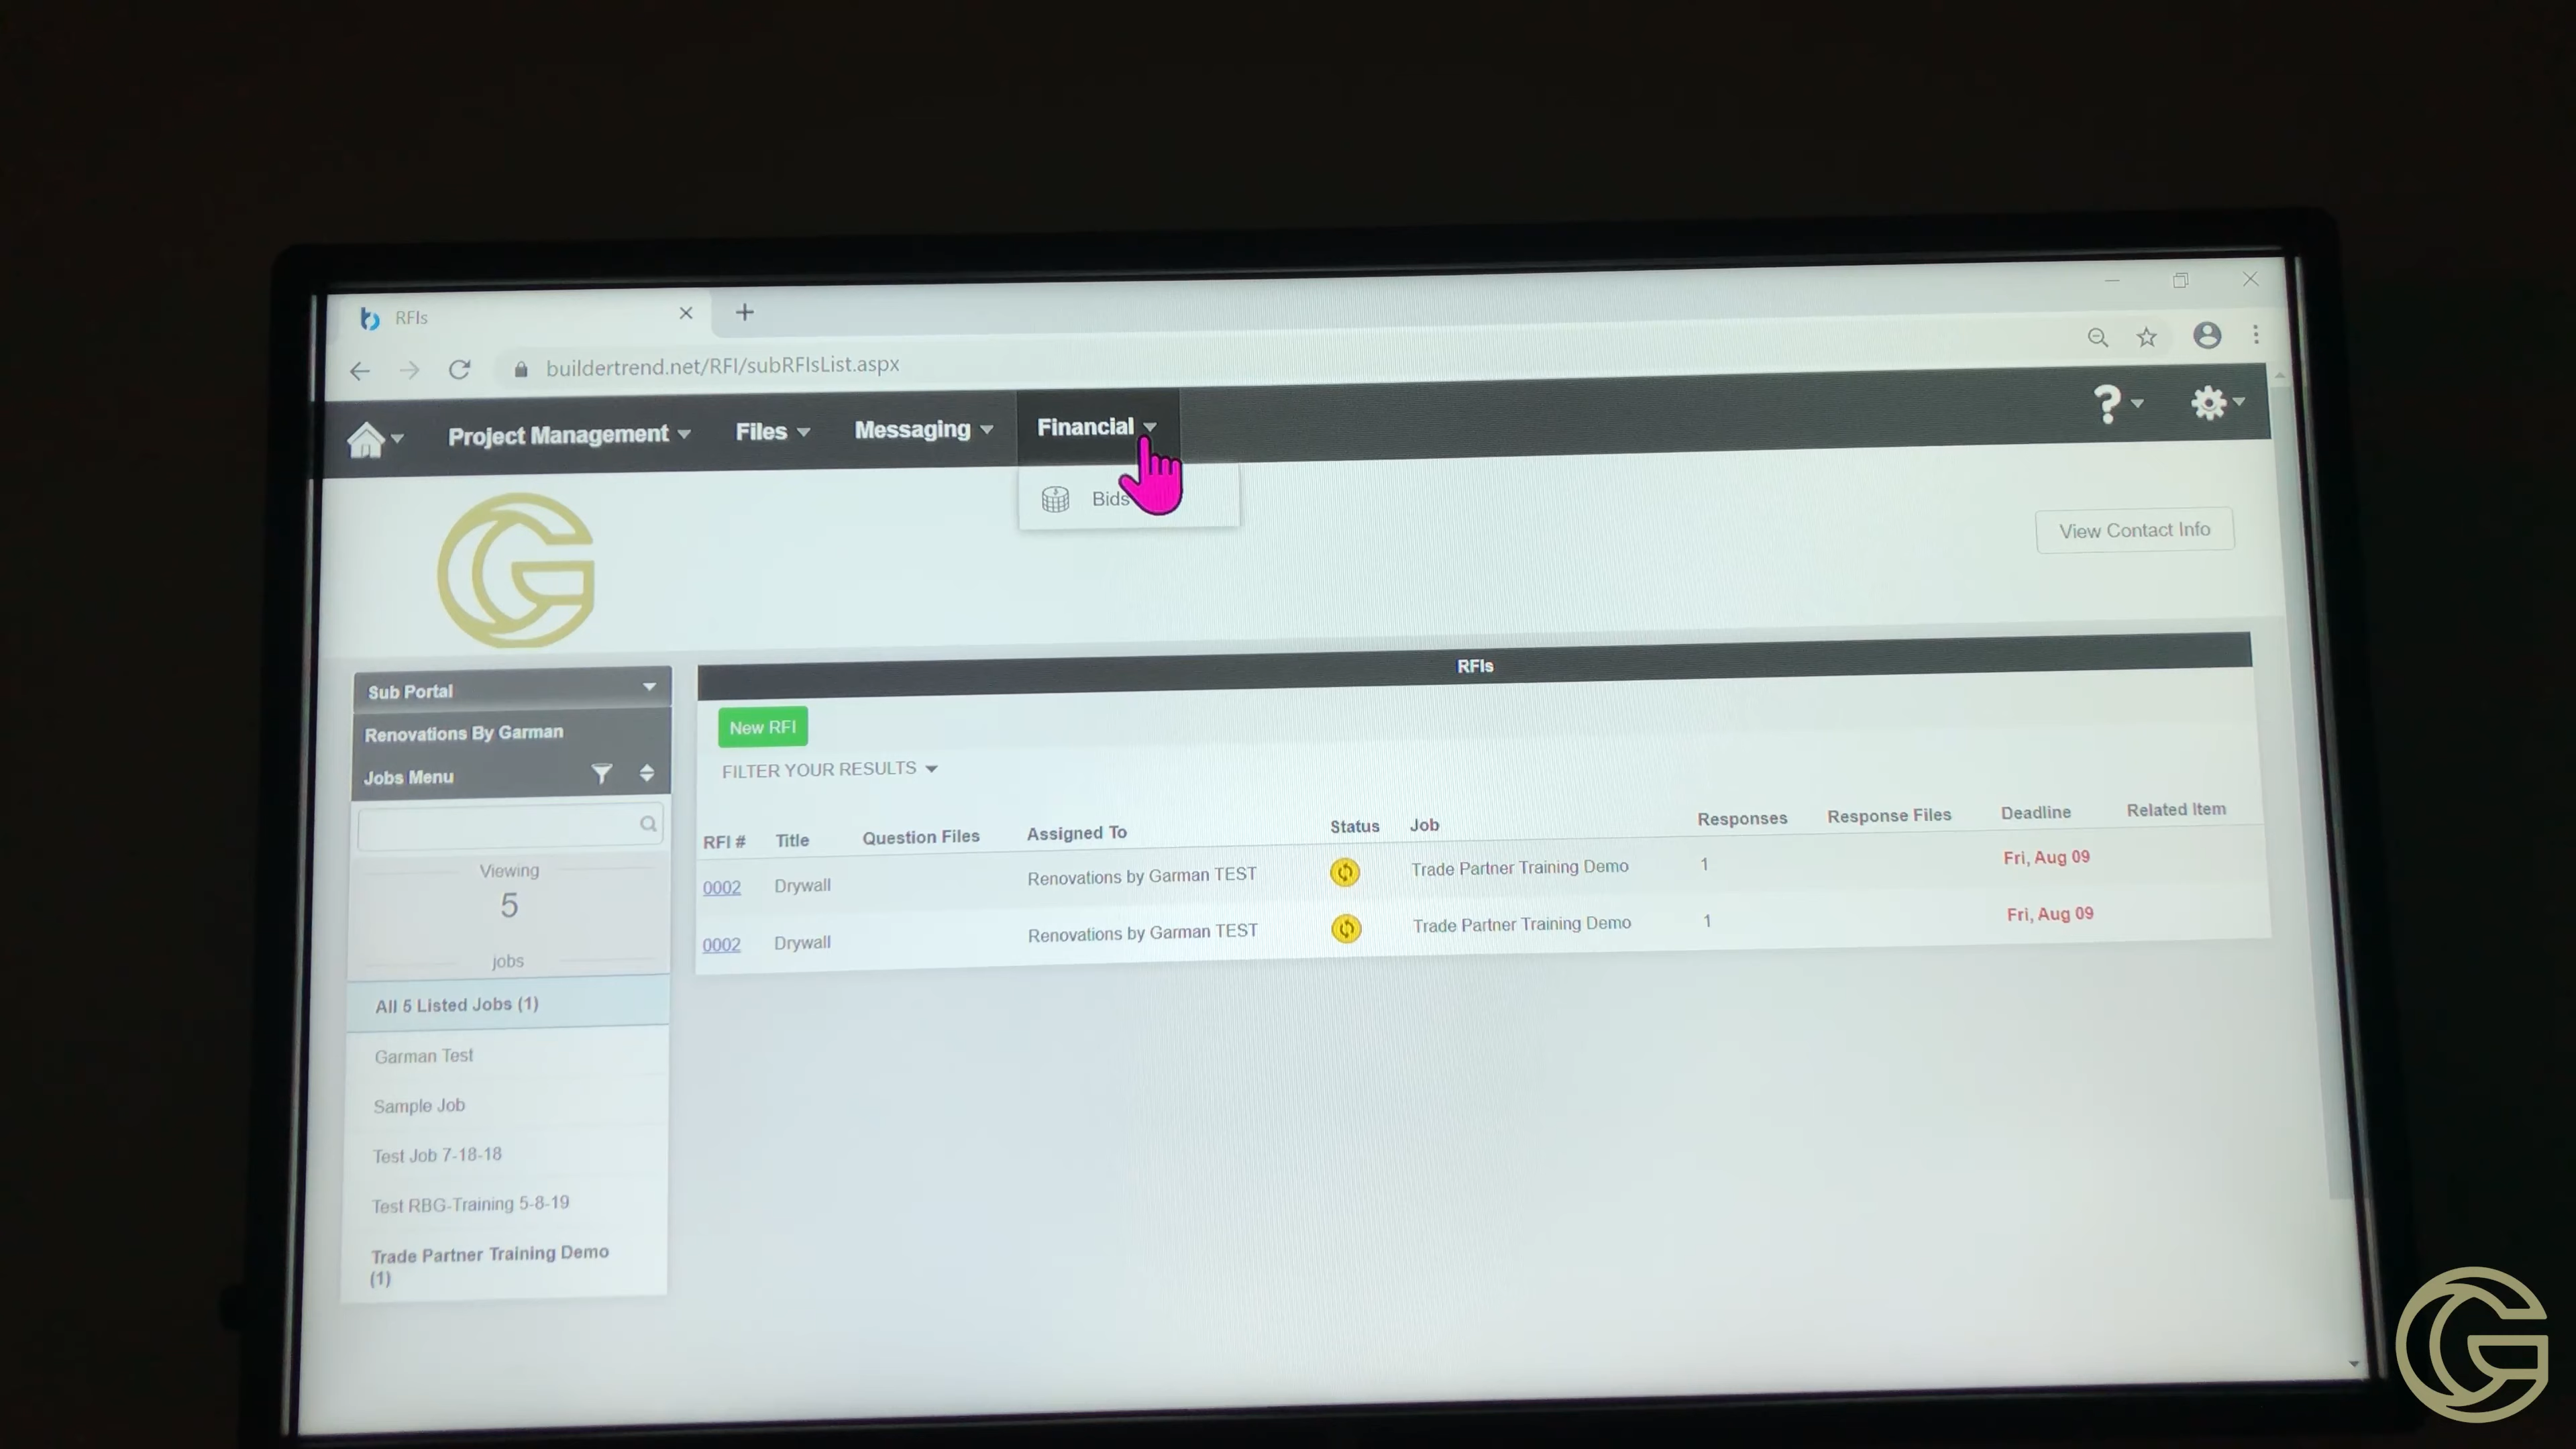 RFIs
buildertrend.net/RFI/subRFIsList.aspx
Project Management Files Messaging Financial
Bids
View Contact Info
Sub Portal
Renovations By Garman
Jobs Menu
Viewing
5
jobs
All 5 Listed Jobs (1)
Garman Test
Sample Job
Test Job 7-18-18
Test RBG-Training 5-8-19
Trade Partner Training Demo
(1)
RFIs
New RFI
FILTER YOUR RESULTS
RFI # Title Question Files Assigned To Status Job Responses Response Files Deadline Related Item
0002 Drywall Renovations by Garman TEST Trade Partner Training Demo 1 Fri, Aug 09
0002 Drywall Renovations by Garman TEST Trade Partner Training Demo 1 Fri, Aug 09